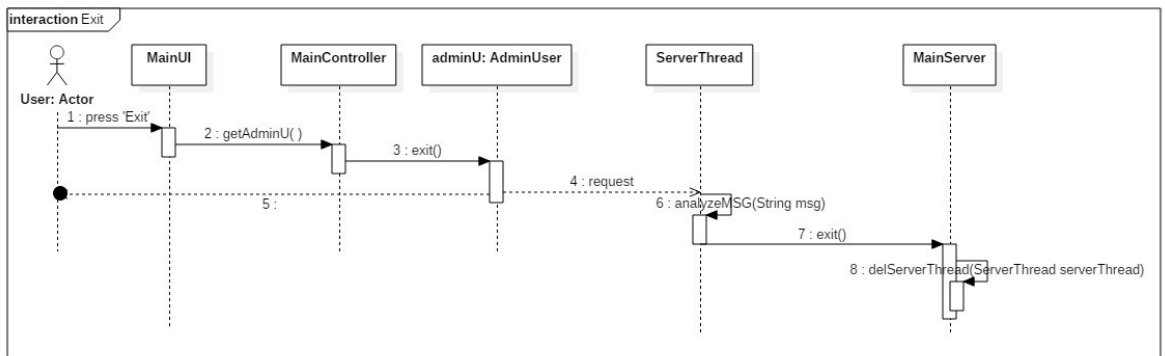 interaction Exit
MainUI
MainController
adminU: AdminUser
ServerThread
MainServer
User: Actor
1 : press 'Exit'
2 : getAdminU( )
3 : exit()
4 : request
5 :
6 : analyzeMSG(String msg)
7 : exit()
8 : delServerThread(ServerThread serverThread)